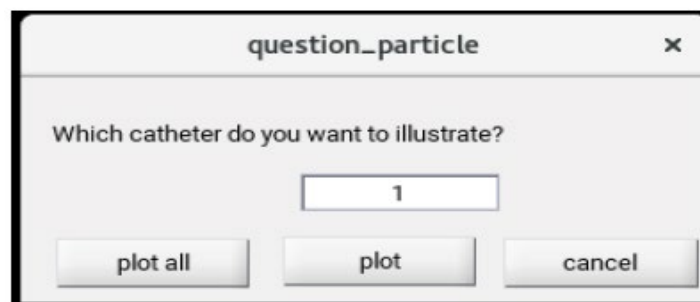 question_particle ×
Which catheter do you want to illustrate?
1
plot all plot cancel